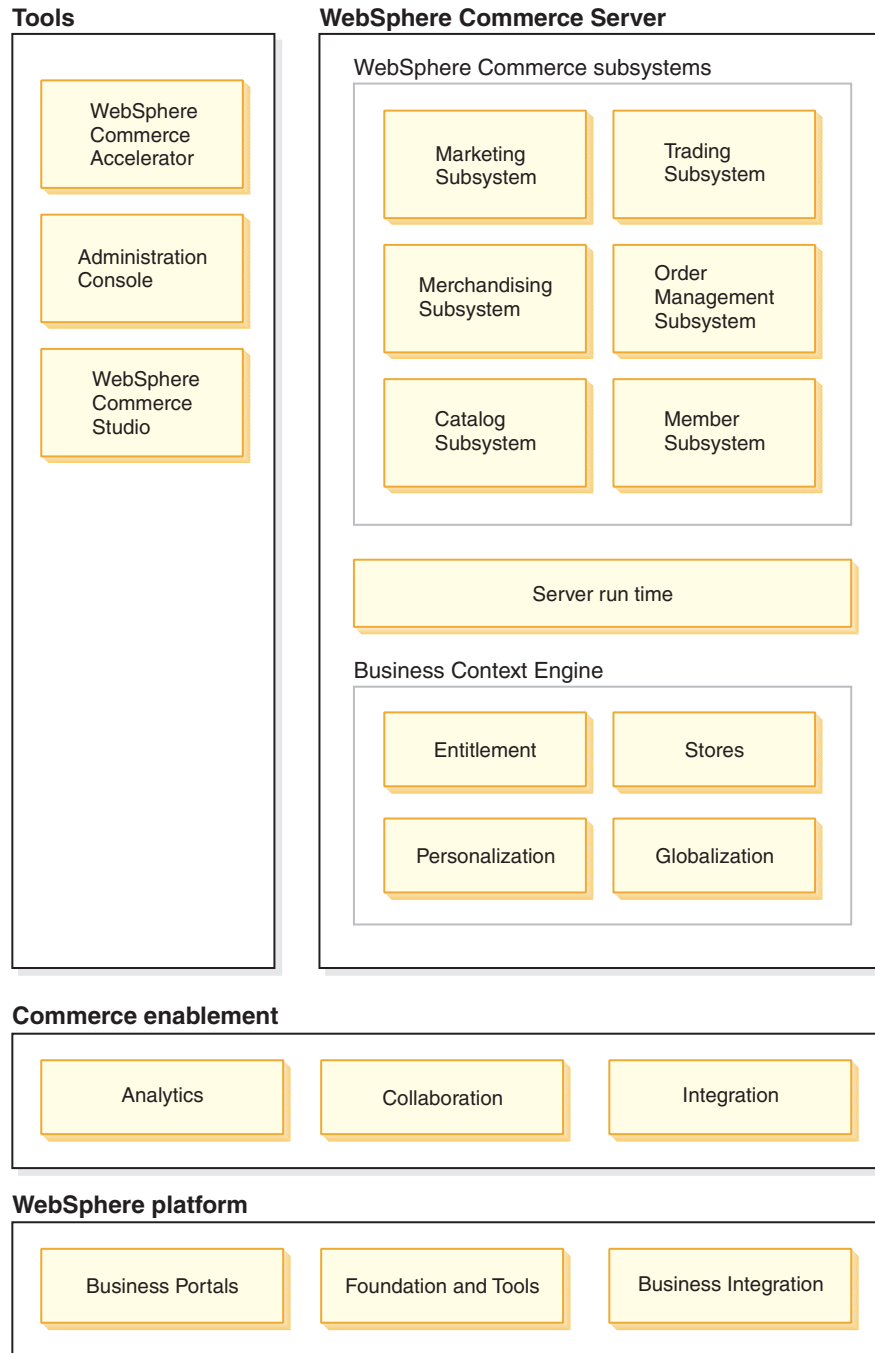 Tools
WebSphere
Commerce
Accelerator
Administration
Console
WebSphere
Commerce
Studio
WebSphere Commerce Server
WebSphere Commerce subsystems
Marketing
Subsystem
Trading
Subsystem
Merchandising
Subsystem
Order
Management
Subsystem
Catalog
Subsystem
Member
Subsystem
Server run time
Business Context Engine
Entitlement
Stores
Personalization
Globalization
Commerce enablement
Analytics
Collaboration
Integration
WebSphere platform
Business Portals
Foundation and Tools
Business Integration